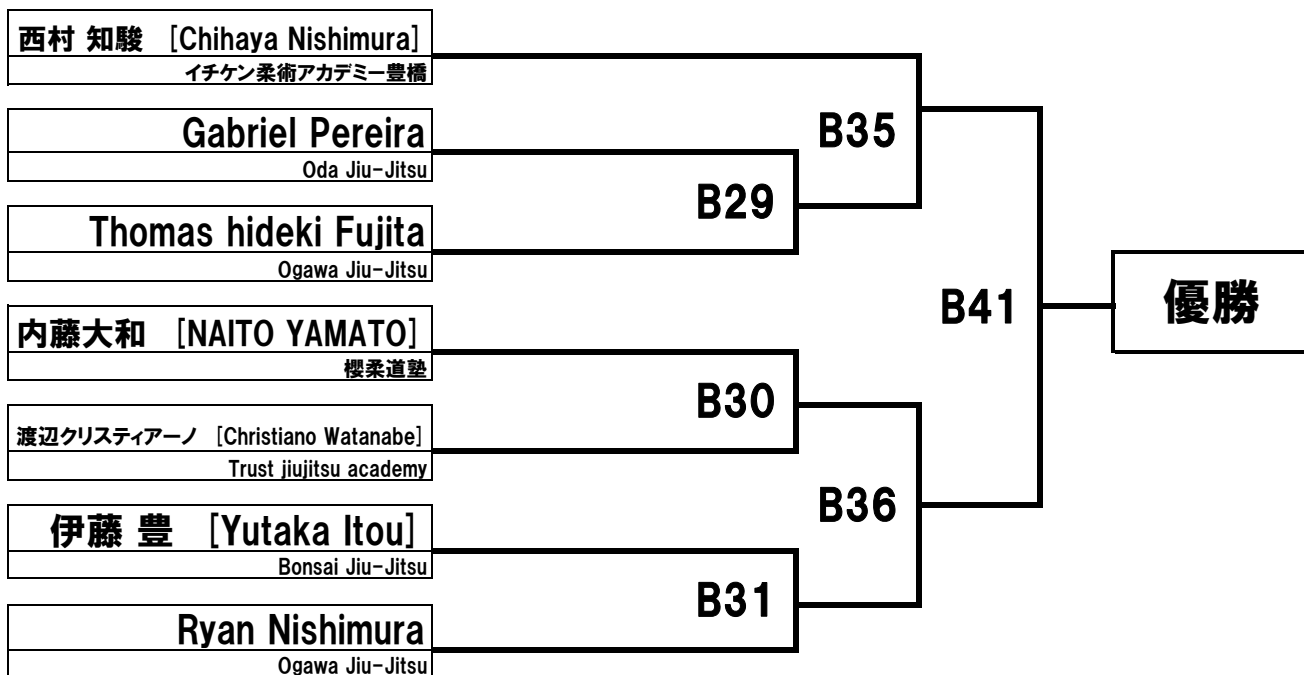 西村 知駿 [Chihaya Nishimura]
イチケン柔術アカデミー豊橋
Gabriel Pereira
Oda Jiu-Jitsu
Thomas hideki Fujita
Ogawa Jiu-Jitsu
内藤大和 [NAITO YAMATO]
櫻柔道塾
渡辺クリスティアーノ [Christiano Watanabe]
Trust jiujitsu academy
伊藤 豊 [Yutaka Itou]
Bonsai Jiu-Jitsu
Ryan Nishimura
Ogawa Jiu-Jitsu
B29
B30
B31
B35
B36
B41
優勝